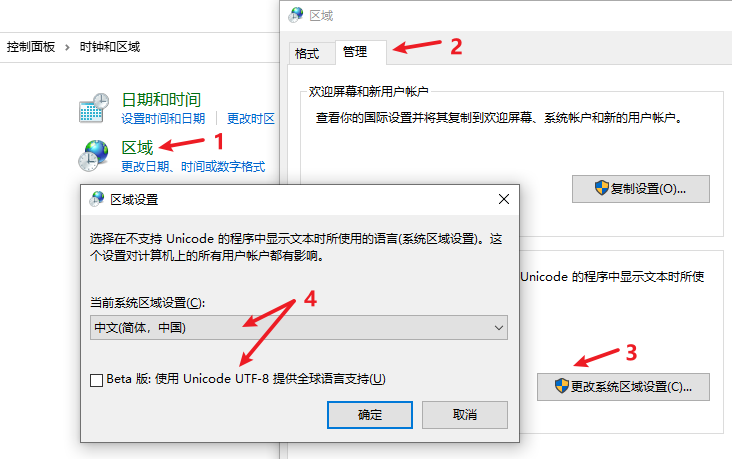 控制面板 › 时钟和区域
日期和时间
设置时间和日期 | 更改时区
区域
更改日期、时间或数字格式
1
区域
格式
管理
2
欢迎屏幕和新用户帐户
查看你的国际设置并将其复制到欢迎屏幕、系统帐户和新的用户帐户。
复制设置(O)...
Unicode 的程序中显示文本时所使
3
更改系统区域设置(C)...
区域设置
选择在不支持 Unicode 的程序中显示文本时所使用的语言(系统区域设置)。这
个设置对计算机上的所有用户帐户都有影响。
当前系统区域设置(C):
4
中文(简体，中国)
Beta 版: 使用 Unicode UTF-8 提供全球语言支持(U)
确定
取消